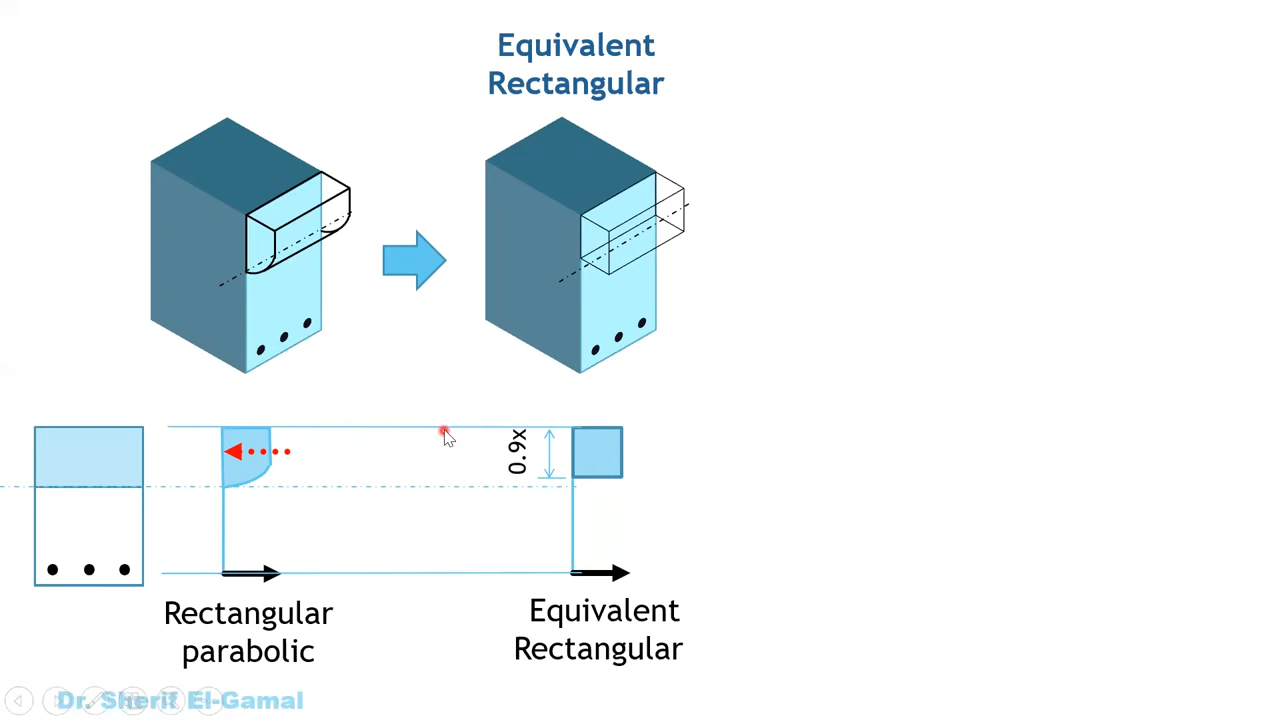 Equivalent
Rectangular
0.9x
Rectangular
parabolic
Equivalent
Rectangular
Dr. Sherif El-Gamal